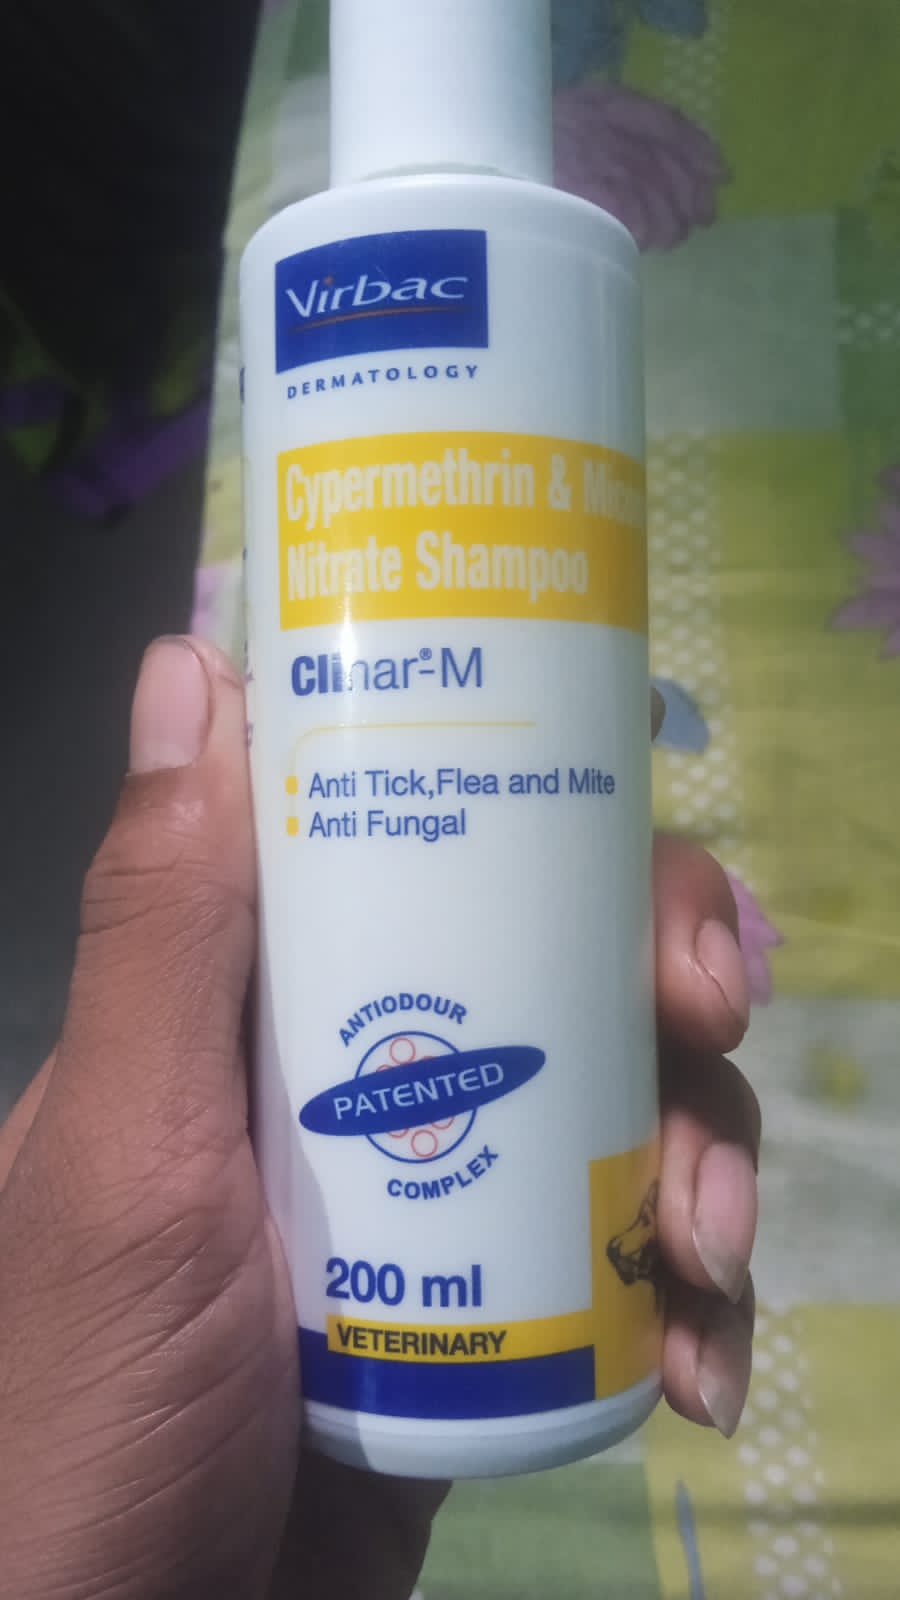 Virbac
DERMATOLOGY
Cypermethrin &
Nitrate Shampoo
Clinar®-M
Anti Tick,Flea and Mite
Anti Fungal
ANTIODOUR
PATENTED
COMPLEX
200 ml
VETERINARY